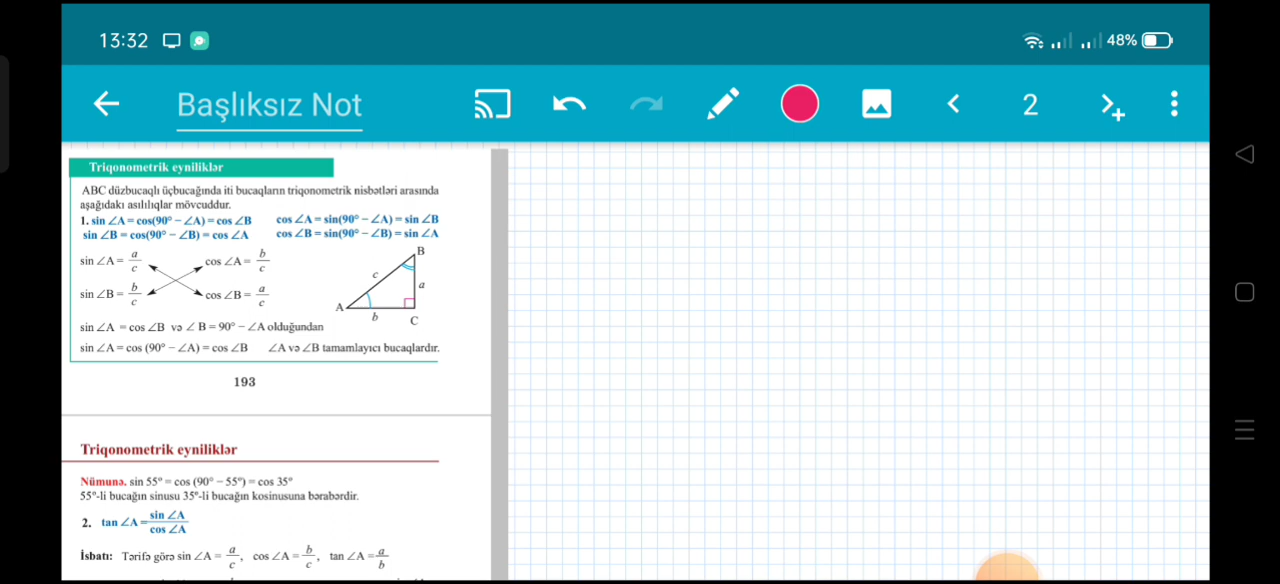 13:32
48%
Başlıksız Not
2
Triqonometrik eyniliklər
ABC düzbucaqlı üçbucağında iti bucaqların triqonometrik nisbətləri arasında
aşağıdakı asılılıqlar mövcuddur.
1. sin ∠A = cos(90° − ∠A) = cos ∠B cos ∠A = sin(90° − ∠A) = sin ∠B
sin ∠B = cos(90° − ∠B) = cos ∠A cos ∠B = sin(90° − ∠B) = sin ∠A
sin ∠A = a/c cos ∠A = b/c
sin ∠B = b/c cos ∠B = a/c
B
c
a
A
b
C
sin ∠A = cos ∠B və ∠ B = 90° − ∠A olduğundan
sin ∠A = cos (90° − ∠A) = cos ∠B ∠A və ∠B tamamlayıcı bucaqlardır.
193
Triqonometrik eyniliklər
Nümunə. sin 55° = cos (90° − 55°) = cos 35°
55°-li bucağın sinusu 35°-li bucağın kosinusuna bərabərdir.
2. tan ∠A = sin ∠A/cos ∠A
İsbatı: Tərifə görə sin ∠A = a/c, cos ∠A = b/c, tan ∠A = a/b